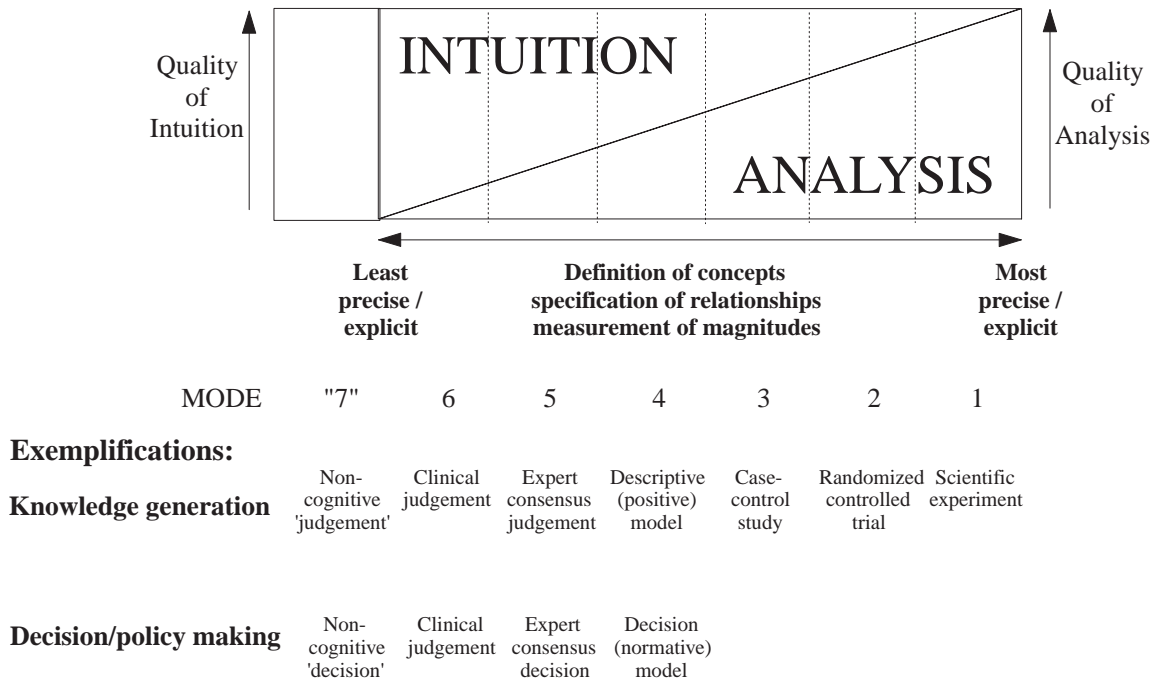 Quality
of
Intuition
INTUITION
ANALYSIS
Quality
of
Analysis
Least
precise /
explicit
Definition of concepts
specification of relationships
measurement of magnitudes
Most
precise /
explicit
MODE "7" 6 5 4 3 2 1
Exemplifications:
Knowledge generation
Non-
cognitive
'judgement'
Clinical
judgement
Expert
consensus
judgement
Descriptive
(positive)
model
Case-
control
study
Randomized
controlled
trial
Scientific
experiment
Decision/policy making
Non-
cognitive
'decision'
Clinical
judgement
Expert
consensus
decision
Decision
(normative)
model